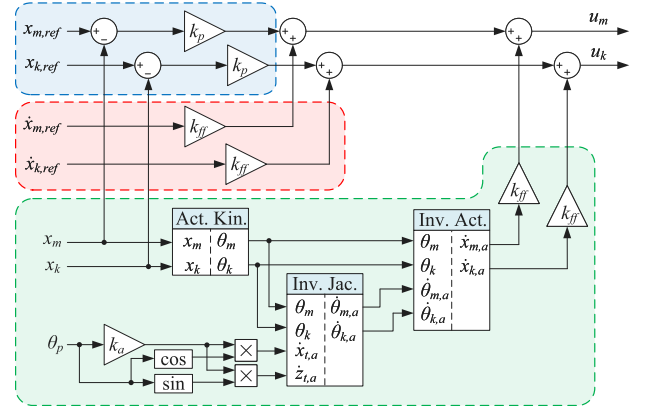 x_{m,ref} + − k_p + + + + u_m
x_{k,ref} + − k_p + + + + u_k
ẋ_{m,ref} k_{ff}
ẋ_{k,ref} k_{ff}
k_{ff} k_{ff}
Act. Kin. Inv. Act.
x_m x_m θ_m θ_m ẋ_{m,a}
x_k x_k θ_k θ_k ẋ_{k,a}
Inv. Jac. θ̇_{m,a}
θ_m θ̇_{m,a} θ̇_{k,a}
θ_k θ̇_{k,a}
θ_p k_a × ẋ_{t,a}
cos
sin × ż_{t,a}